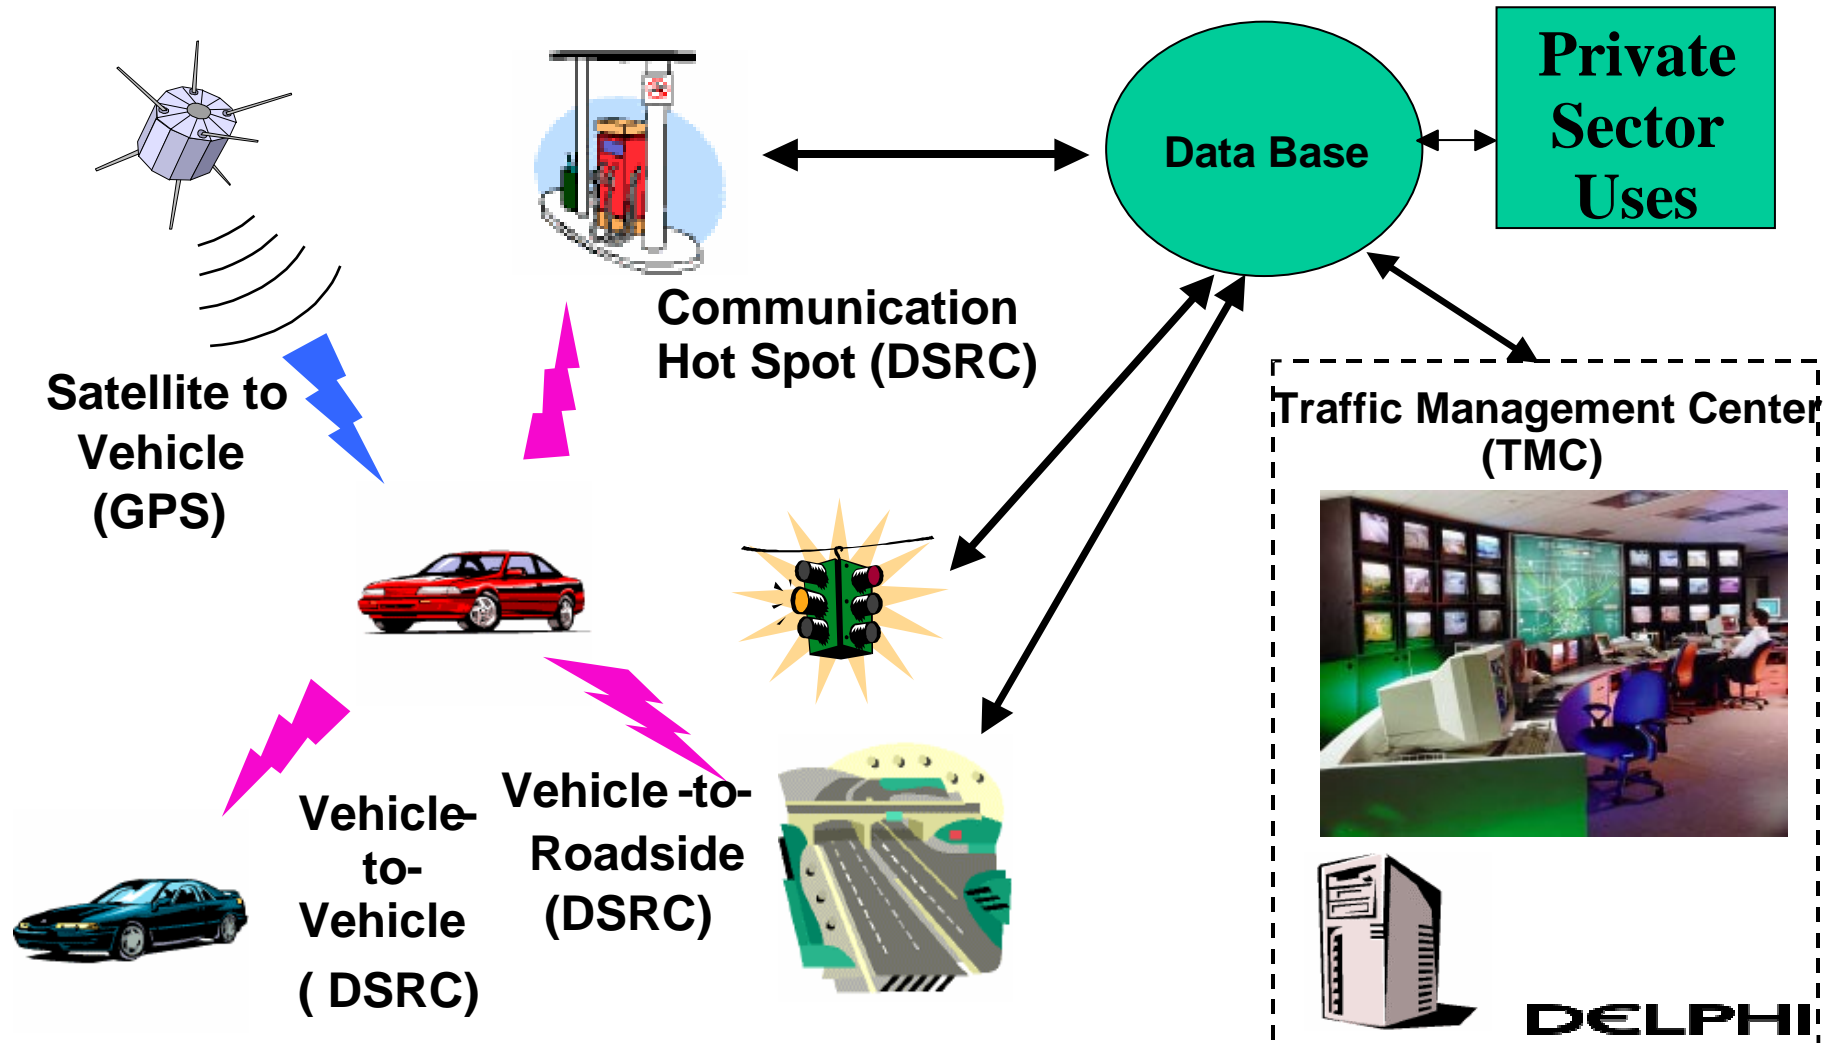 Private
Sector
Uses
Data Base
Communication
Hot Spot (DSRC)
Satellite to
Vehicle
(GPS)
Traffic Management Center
(TMC)
Vehicle-
to-
Vehicle
( DSRC)
Vehicle -to-
Roadside
(DSRC)
DELPHI